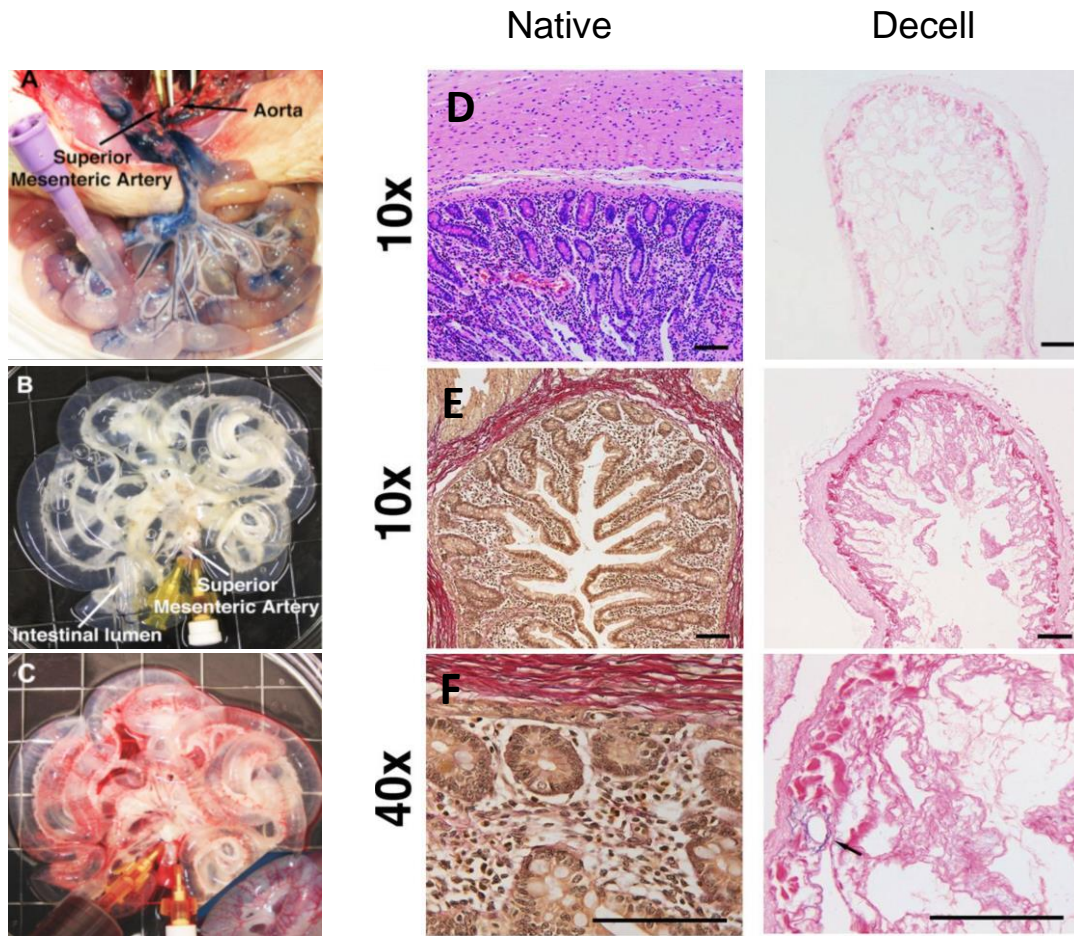 Native
Decell
A
Aorta
Superior
Mesenteric Artery
B
Superior
Mesenteric Artery
Intestinal lumen
C
10x
D
10x
E
40x
F